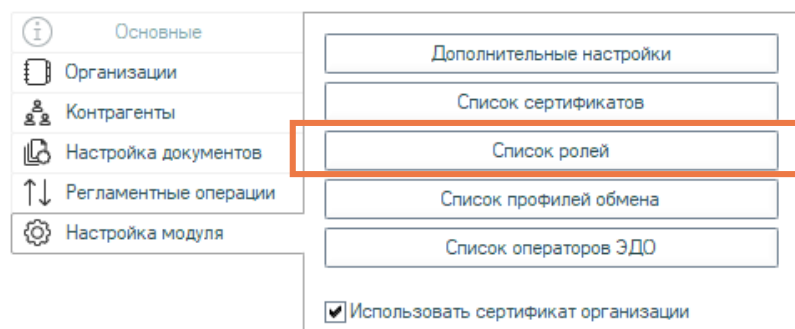 Основные
Организации
Контрагенты
Настройка документов
Регламентные операции
Настройка модуля
Дополнительные настройки
Список сертификатов
Список ролей
Список профилей обмена
Список операторов ЭДО
Использовать сертификат организации